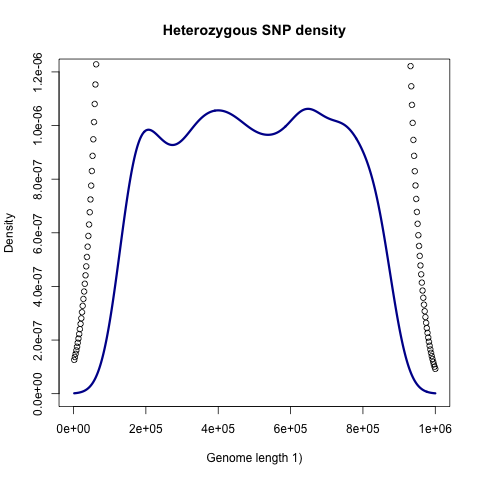 Heterozygous SNP density
Density
1.2e-06
1.0e-06
8.0e-07
6.0e-07
4.0e-07
2.0e-07
0.0e+00
0e+00 2e+05 4e+05 6e+05 8e+05 1e+06
Genome length 1)